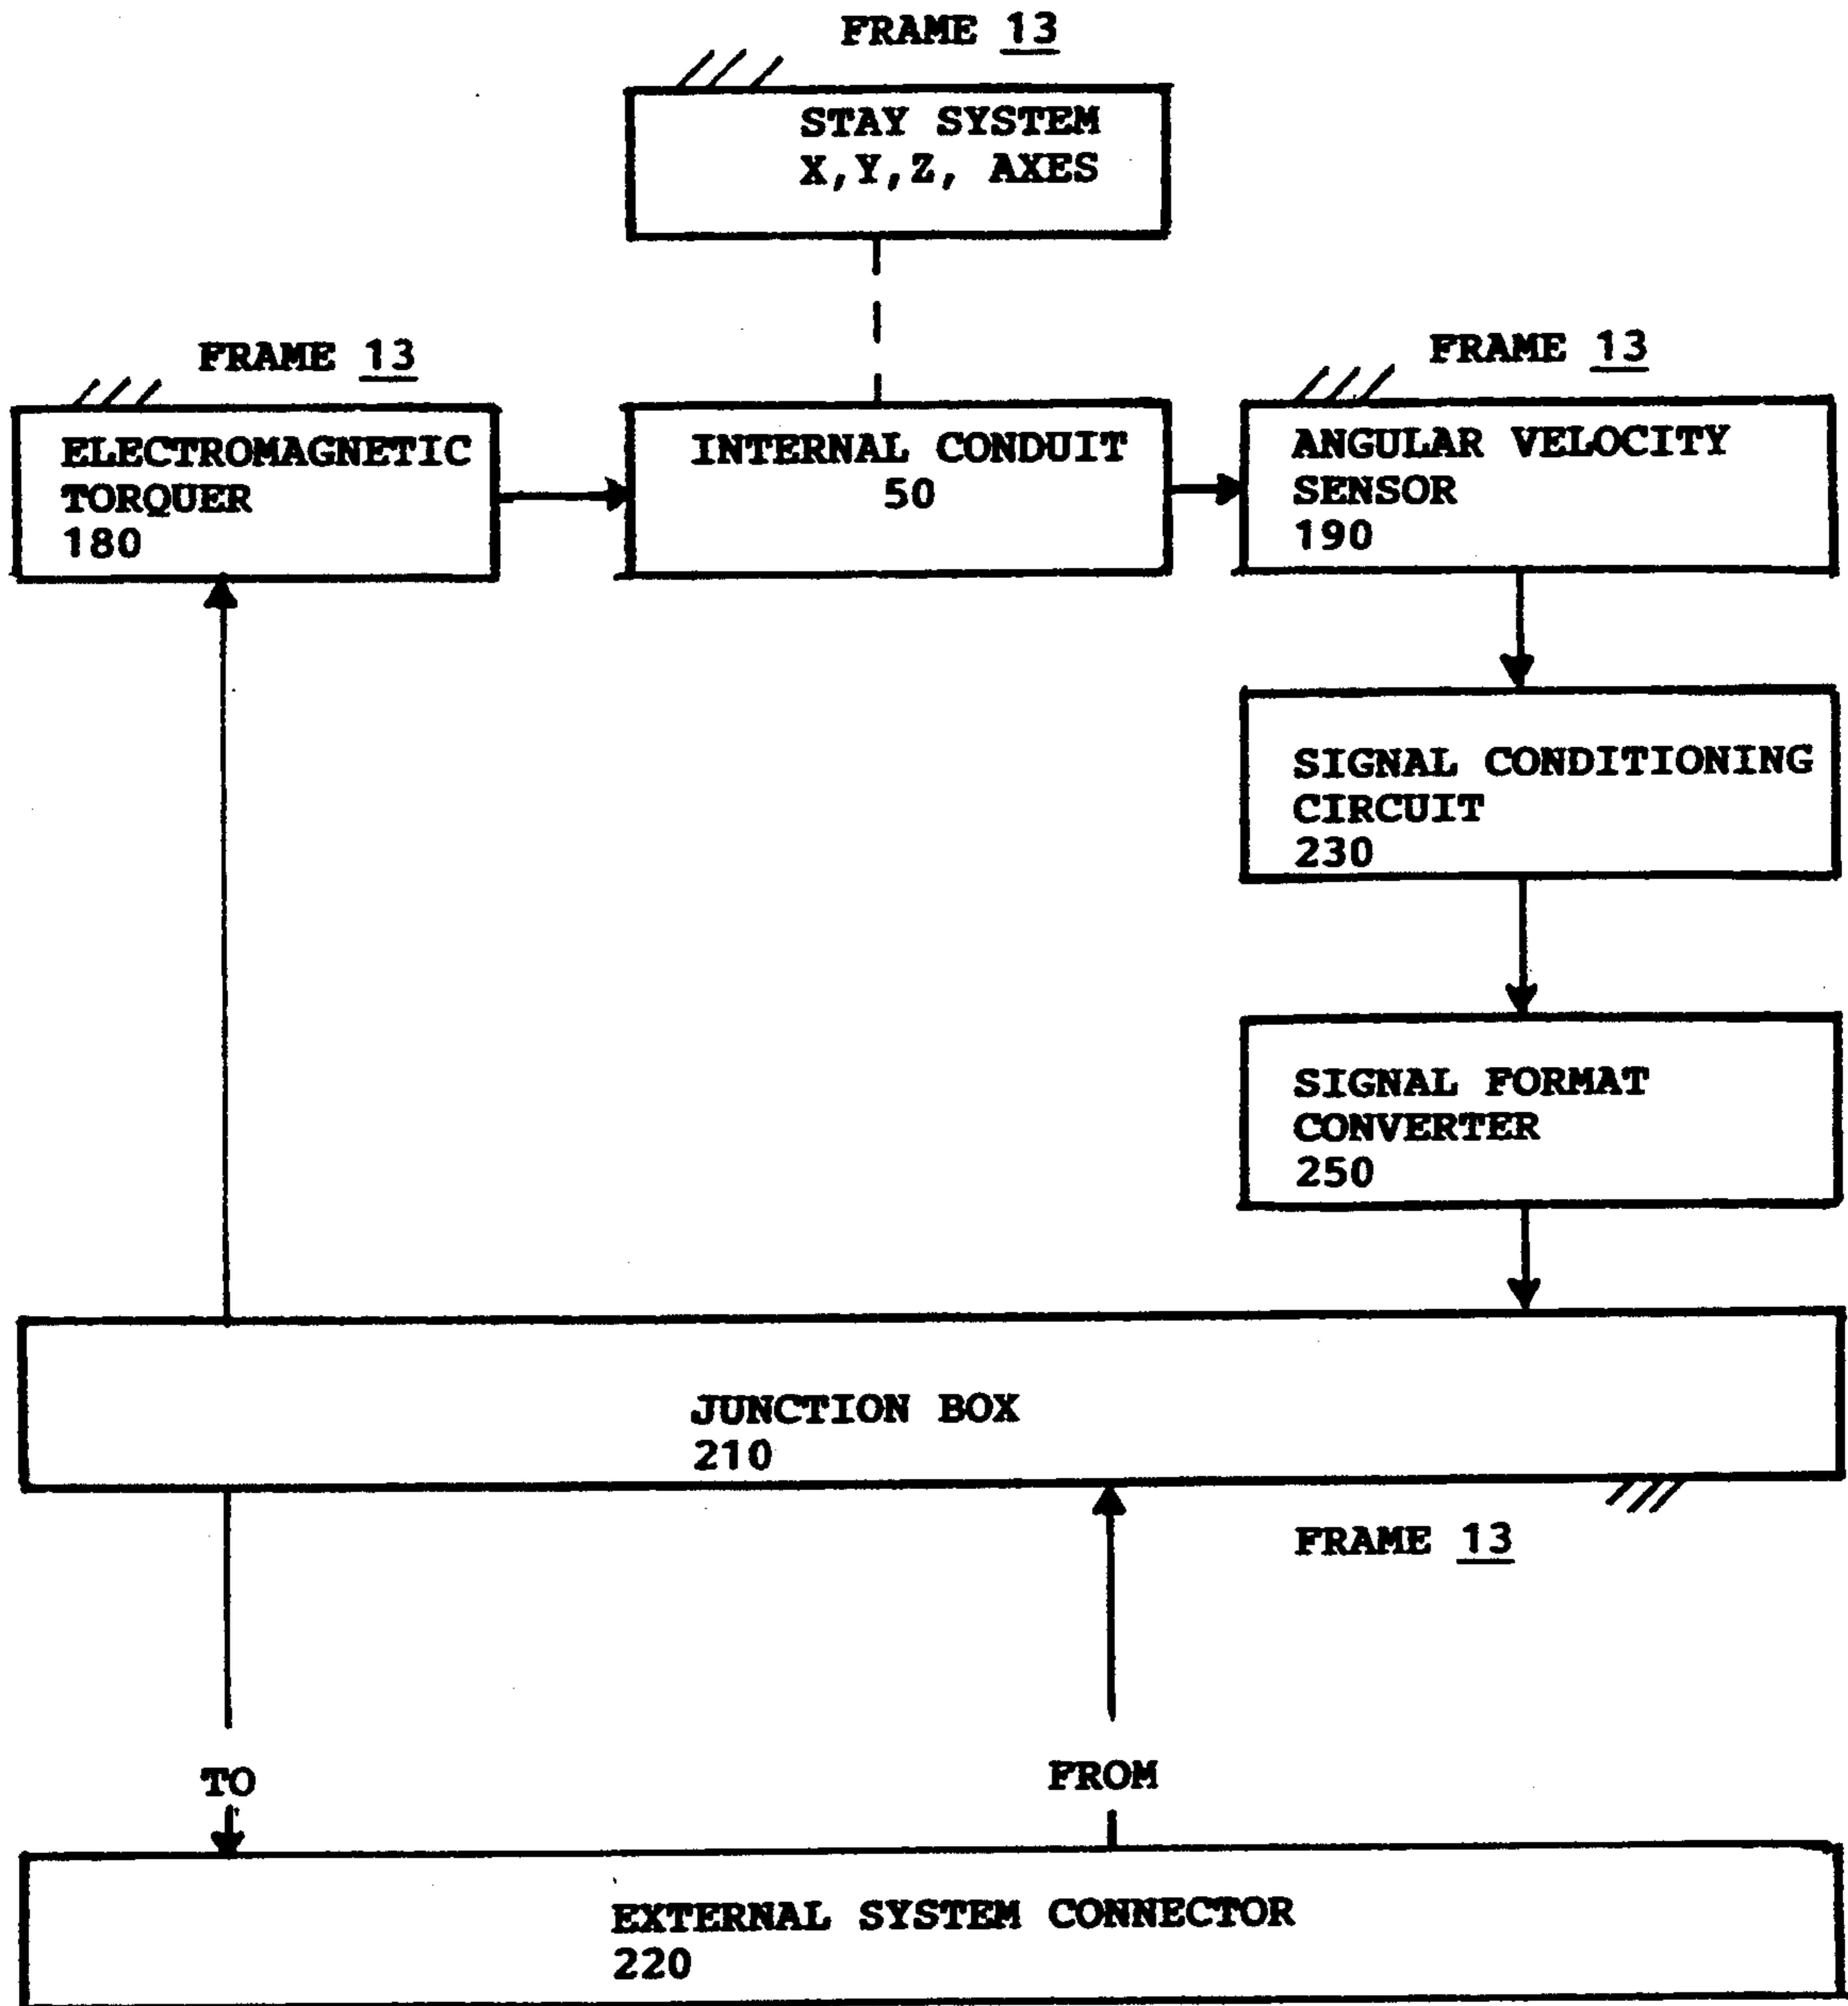 FRAME 13
STAY SYSTEM
X,Y,Z, AXES
FRAME 13
FRAME 13
ELECTROMAGNETIC
TORQUER
180
INTERNAL CONDUIT
50
ANGULAR VELOCITY
SENSOR
190
SIGNAL CONDITIONING
CIRCUIT
230
SIGNAL FORMAT
CONVERTER
250
JUNCTION BOX
210
FRAME 13
TO
FROM
EXTERNAL SYSTEM CONNECTOR
220